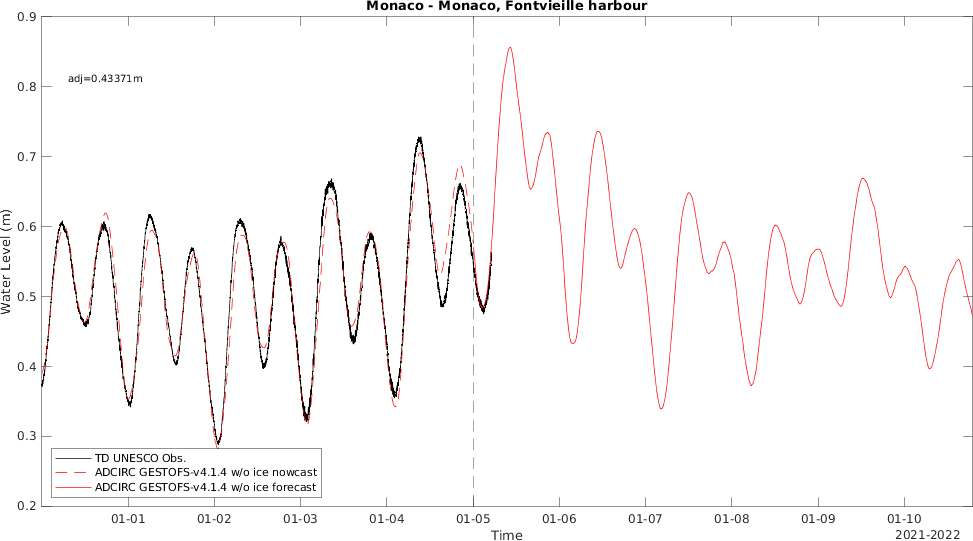 Monaco - Monaco, Fontvieille harbour
0.9
0.8
0.7
0.6
0.5
0.4
0.3
0.2
Water Level (m)
adj=0.43371m
TD UNESCO Obs.
ADCIRC GESTOFS-v4.1.4 w/o ice nowcast
ADCIRC GESTOFS-v4.1.4 w/o ice forecast
01-01 01-02 01-03 01-04 01-05 01-06 01-07 01-08 01-09 01-10
Time
2021-2022